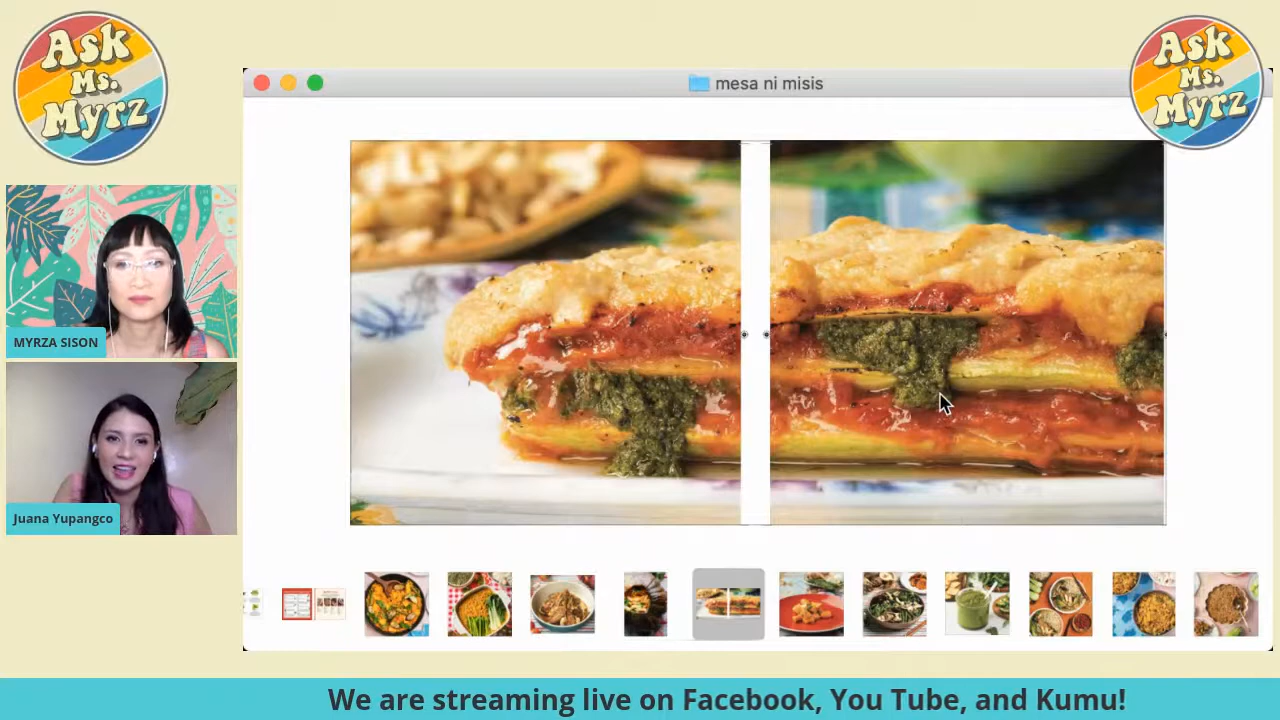 Ask
Ms.
Myrz
mesa ni misis
Ask
Ms.
Myrz
MYRZA SISON
Juana Yupangco
We are streaming live on Facebook, You Tube, and Kumu!